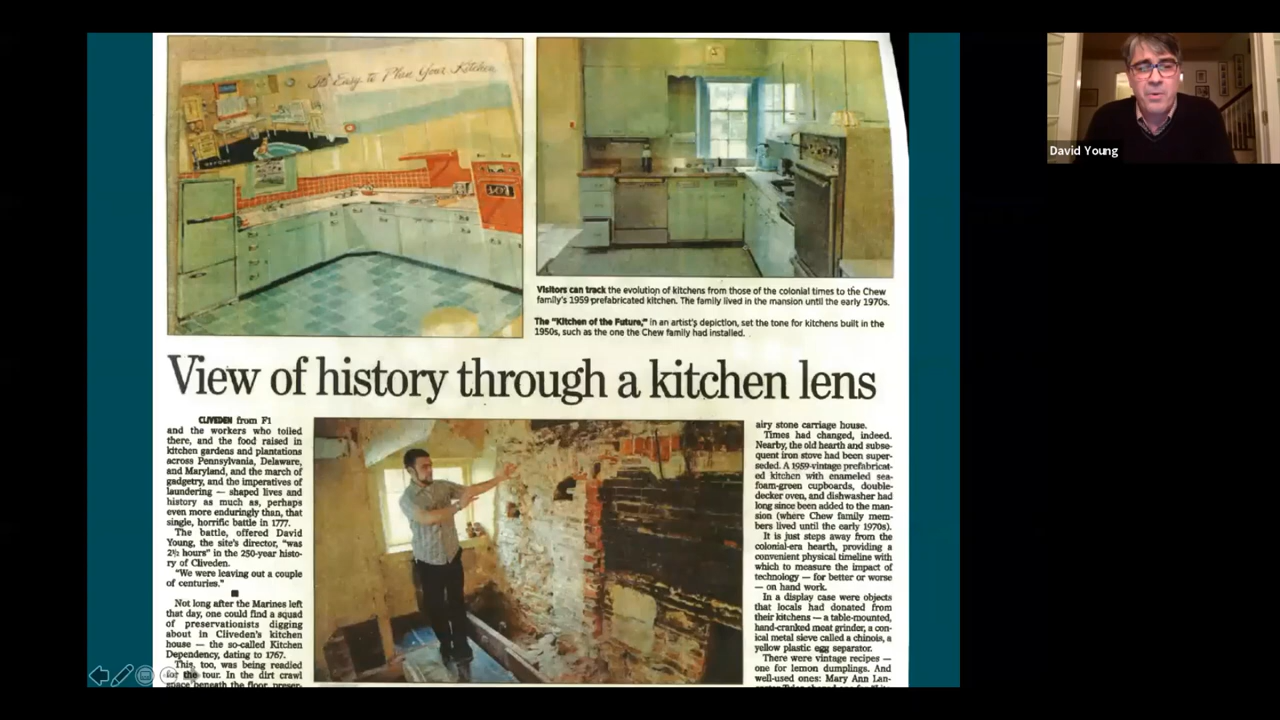 It's Easy to Plan Your Kitchen
David Young
Visitors can track the evolution of kitchens from those of the colonial times to the Chew
family's 1959 prefabricated kitchen. The family lived in the mansion until the early 1970s.
The "Kitchen of the Future," in an artist's depiction, set the tone for kitchens built in the
1950s, such as the one the Chew family had installed.
View of history through a kitchen lens
CLIVEDEN from F1
and the workers who toiled
there, and the food raised in
kitchen gardens and plantations
across Pennsylvania, Delaware,
and Maryland, and the march of
gadgetry, and the imperatives of
laundering — shaped lives and
history as much as, perhaps
even more enduringly than, that
single, horrific battle in 1777.
The battle, offered David
Young, the site's director, "was
2½ hours" in the 250-year histo-
ry of Cliveden.
"We were leaving out a couple
of centuries."
Not long after the Marines left
that day, one could find a squad
of preservationists digging
about in Cliveden's kitchen
house — the so-called Kitchen
Dependency, dating to 1767.
This, too, was being readied
for the tour. In the dirt crawl
space beneath the floor, preser-
airy stone carriage house.
Times had changed, indeed.
Nearby, the old hearth and subse-
quent iron stove had been super-
seded. A 1959-vintage prefabricat-
ed kitchen with enameled sea-
foam-green cupboards, double-
decker oven, and dishwasher had
long since been added to the man-
sion (where Chew family mem-
bers lived until the early 1970s).
It is just steps away from the
colonial-era hearth, providing a
convenient physical timeline with
which to measure the impact of
technology — for better or worse
— on hand work.
In a display case were objects
that locals had donated from
their kitchens — a table-mounted,
hand-cranked meat grinder, a con-
ical metal sieve called a chinois, a
yellow plastic egg separator.
There were vintage recipes —
one for lemon dumplings. And
well-used ones: Mary Ann Lan-